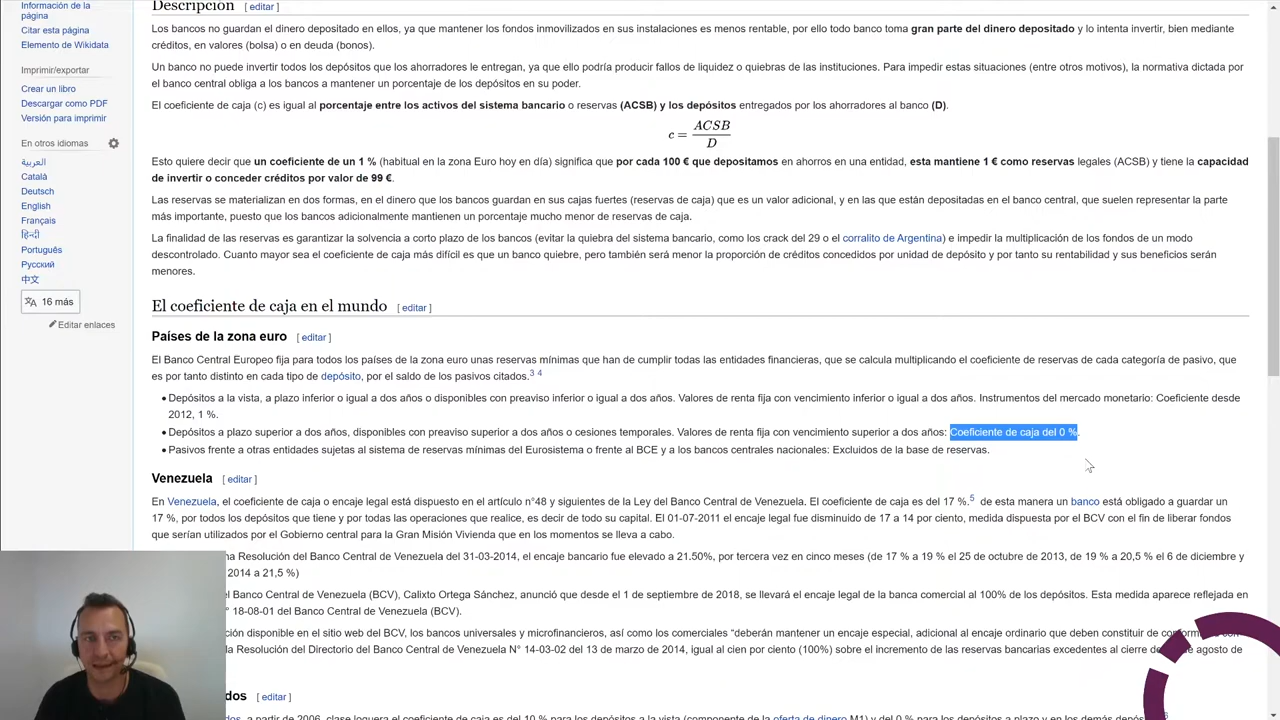 Información de la
página
Citar esta página
Elemento de Wikidata
Imprimir/exportar
Crear un libro
Descargar como PDF
Versión para imprimir
En otros idiomas
العربية
Català
Deutsch
English
Français
हिन्दी
Português
Русский
中文
16 más
Editar enlaces
Descripción [ editar ]
Los bancos no guardan el dinero depositado en ellos, ya que mantener los fondos inmovilizados en sus instalaciones es menos rentable, por ello todo banco toma gran parte del dinero depositado y lo intenta invertir, bien mediante
créditos, en valores (bolsa) o en deuda (bonos).
Un banco no puede invertir todos los depósitos que los ahorradores le entregan, ya que ello podría producir fallos de liquidez o quiebras de las instituciones. Para impedir estas situaciones (entre otros motivos), la normativa dictada por
el banco central obliga a los bancos a mantener un porcentaje de los depósitos en su poder.
El coeficiente de caja (c) es igual al porcentaje entre los activos del sistema bancario o reservas (ACSB) y los depósitos entregados por los ahorradores al banco (D).
c = ACSB
D
Esto quiere decir que un coeficiente de un 1 % (habitual en la zona Euro hoy en día) significa que por cada 100 € que depositamos en ahorros en una entidad, esta mantiene 1 € como reservas legales (ACSB) y tiene la capacidad
de invertir o conceder créditos por valor de 99 €.
Las reservas se materializan en dos formas, en el dinero que los bancos guardan en sus cajas fuertes (reservas de caja) que es un valor adicional, y en las que están depositadas en el banco central, que suelen representar la parte
más importante, puesto que los bancos adicionalmente mantienen un porcentaje mucho menor de reservas de caja.
La finalidad de las reservas es garantizar la solvencia a corto plazo de los bancos (evitar la quiebra del sistema bancario, como los crack del 29 o el corralito de Argentina) e impedir la multiplicación de los fondos de un modo
descontrolado. Cuanto mayor sea el coeficiente de caja más difícil es que un banco quiebre, pero también será menor la proporción de créditos concedidos por unidad de depósito y por tanto su rentabilidad y sus beneficios serán
menores.
El coeficiente de caja en el mundo [ editar ]
Países de la zona euro [ editar ]
El Banco Central Europeo fija para todos los países de la zona euro unas reservas mínimas que han de cumplir todas las entidades financieras, que se calcula multiplicando el coeficiente de reservas de cada categoría de pasivo, que
es por tanto distinto en cada tipo de depósito, por el saldo de los pasivos citados.3 4
• Depósitos a la vista, a plazo inferior o igual a dos años o disponibles con preaviso inferior o igual a dos años. Valores de renta fija con vencimiento inferior o igual a dos años. Instrumentos del mercado monetario: Coeficiente desde
2012, 1 %.
• Depósitos a plazo superior a dos años, disponibles con preaviso superior a dos años o cesiones temporales. Valores de renta fija con vencimiento superior a dos años: Coeficiente de caja del 0 %.
• Pasivos frente a otras entidades sujetas al sistema de reservas mínimas del Eurosistema o frente al BCE y a los bancos centrales nacionales: Excluidos de la base de reservas.
Venezuela [ editar ]
En Venezuela, el coeficiente de caja o encaje legal está dispuesto en el artículo n°48 y siguientes de la Ley del Banco Central de Venezuela. El coeficiente de caja es del 17 %.5 de esta manera un banco está obligado a guardar un
17 %, por todos los depósitos que tiene y por todas las operaciones que realice, es decir de todo su capital. El 01-07-2011 el encaje legal fue disminuido de 17 a 14 por ciento, medida dispuesta por el BCV con el fin de liberar fondos
que serían utilizados por el Gobierno central para la Gran Misión Vivienda que en los momentos se lleva a cabo.
na Resolución del Banco Central de Venezuela del 31-03-2014, el encaje bancario fue elevado a 21.50%, por tercera vez en cinco meses (de 17 % a 19 % el 25 de octubre de 2013, de 19 % a 20,5 % el 6 de diciembre y
2014 a 21,5 %)
l Banco Central de Venezuela (BCV), Calixto Ortega Sánchez, anunció que desde el 1 de septiembre de 2018, se llevará el encaje legal de la banca comercial al 100% de los depósitos. Esta medida aparece reflejada en
° 18-08-01 del Banco Central de Venezuela (BCV).
ción disponible en el sitio web del BCV, los bancos universales y microfinancieros, así como los comerciales "deberán mantener un encaje especial, adicional al encaje ordinario que deben constituir de con
la Resolución del Directorio del Banco Central de Venezuela N° 14-03-02 del 13 de marzo de 2014, igual al cien por ciento (100%) sobre el incremento de las reservas bancarias excedentes al cierre de agosto de
dos [ editar ]
dos, a partir de 2006, clase loguera el coeficiente de caja es del 10 % para los depósitos a la vista (componente de la oferta de dinero M1) y del 0 % para los depósitos a plazo y en los demás